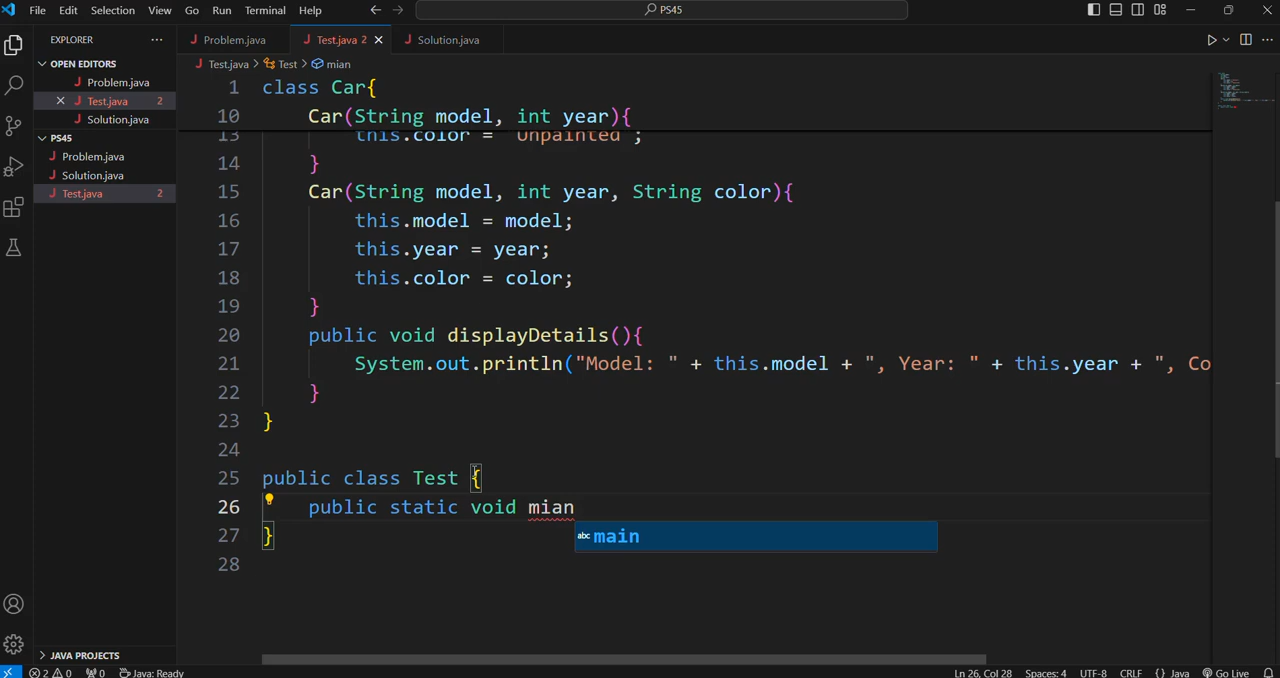 File Edit Selection View Go Run Terminal Help PS45
EXPLORER
OPEN EDITORS
Problem.java
Test.java 2
Solution.java
PS45
Problem.java
Solution.java
Test.java 2
JAVA PROJECTS
Problem.java Test.java 2 Solution.java
Test.java > Test > mian
1 class Car{
10 Car(String model, int year){
13 this.color = "Unpainted";
14 }
15 Car(String model, int year, String color){
16 this.model = model;
17 this.year = year;
18 this.color = color;
19 }
20 public void displayDetails(){
21 System.out.println("Model: " + this.model + ", Year: " + this.year + ", Co
22 }
23 }
24
25 public class Test {
26 public static void mian
abc main
27 }
28
2 0 0 Java: Ready Ln 26, Col 28 Spaces: 4 UTF-8 CRLF {} Java Go Live